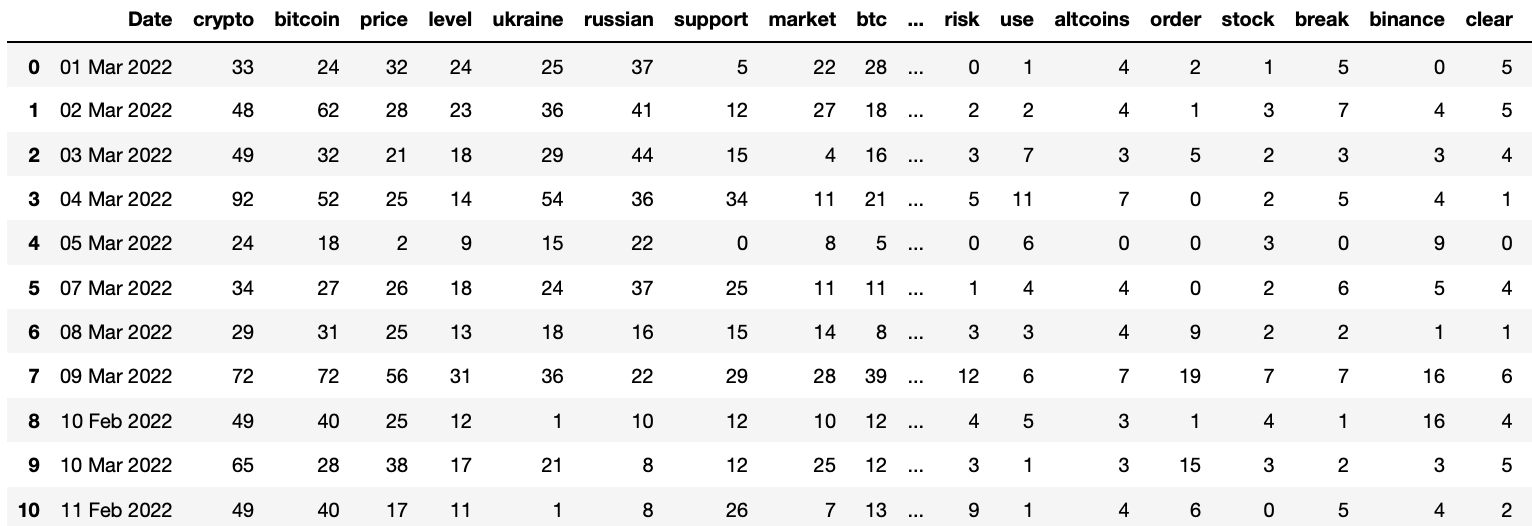 Date crypto bitcoin price level ukraine russian support market btc ... risk use altcoins order stock break binance clear
0 01 Mar 2022 33 24 32 24 25 37 5 22 28 ... 0 1 4 2 1 5 0 5
1 02 Mar 2022 48 62 28 23 36 41 12 27 18 ... 2 2 4 1 3 7 4 5
2 03 Mar 2022 49 32 21 18 29 44 15 4 16 ... 3 7 3 5 2 3 3 4
3 04 Mar 2022 92 52 25 14 54 36 34 11 21 ... 5 11 7 0 2 5 4 1
4 05 Mar 2022 24 18 2 9 15 22 0 8 5 ... 0 6 0 0 3 0 9 0
5 07 Mar 2022 34 27 26 18 24 37 25 11 11 ... 1 4 4 0 2 6 5 4
6 08 Mar 2022 29 31 25 13 18 16 15 14 8 ... 3 3 4 9 2 2 1 1
7 09 Mar 2022 72 72 56 31 36 22 29 28 39 ... 12 6 7 19 7 7 16 6
8 10 Feb 2022 49 40 25 12 1 10 12 10 12 ... 4 5 3 1 4 1 16 4
9 10 Mar 2022 65 28 38 17 21 8 12 25 12 ... 3 1 3 15 3 2 3 5
10 11 Feb 2022 49 40 17 11 1 8 26 7 13 ... 9 1 4 6 0 5 4 2